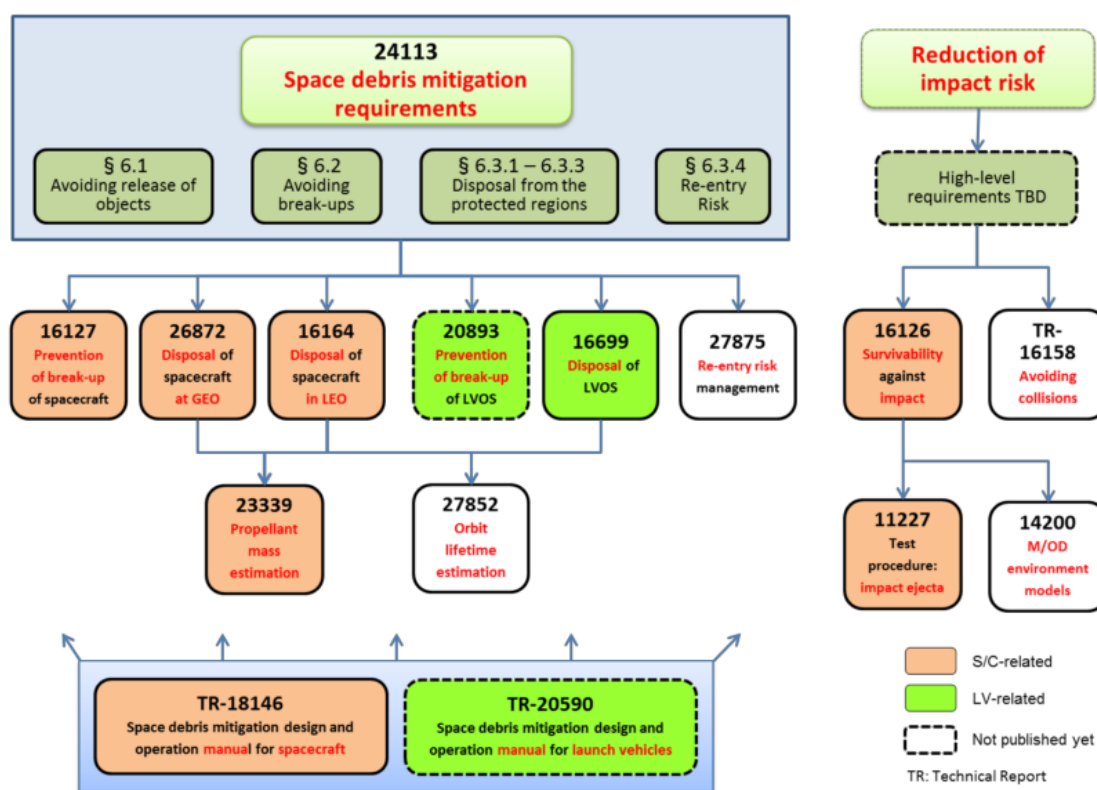 24113
Space debris mitigation
requirements
§ 6.1
Avoiding release of
objects
§ 6.2
Avoiding
break-ups
§ 6.3.1 – 6.3.3
Disposal from the
protected regions
§ 6.3.4
Re-entry
Risk
16127
Prevention
of break-up
of spacecraft
26872
Disposal of
spacecraft
at GEO
16164
Disposal of
spacecraft
in LEO
20893
Prevention
of break-up
of LVOS
16699
Disposal of
LVOS
27875
Re-entry risk
management
23339
Propellant
mass
estimation
27852
Orbit
lifetime
estimation
TR-18146
Space debris mitigation design and
operation manual for spacecraft
TR-20590
Space debris mitigation design and
operation manual for launch vehicles
Reduction of
impact risk
High-level
requirements TBD
16126
Survivability
against
impact
TR-
16158
Avoiding
collisions
11227
Test
procedure:
impact ejecta
14200
M/OD
environment
models
S/C-related
LV-related
Not published yet
TR: Technical Report